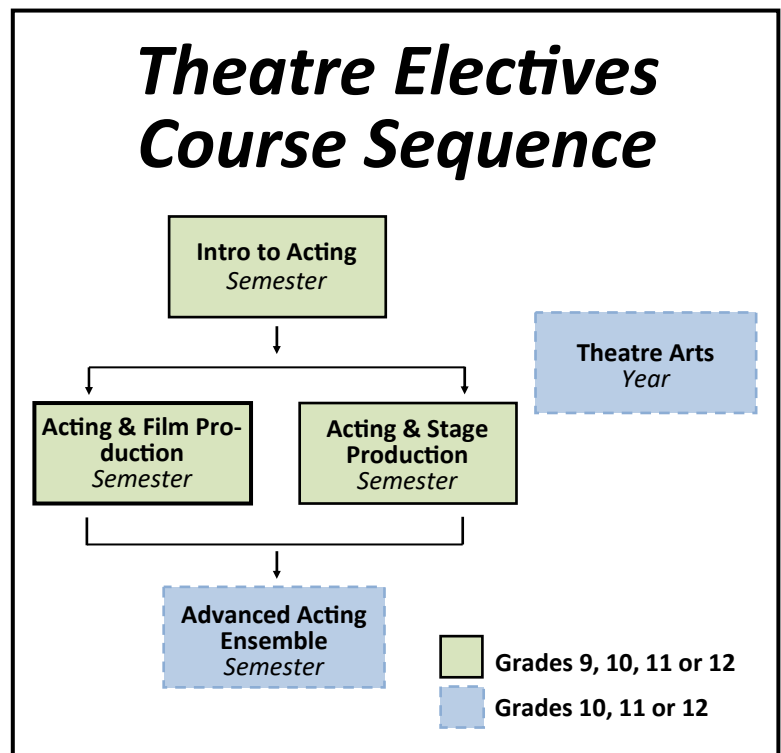 Theatre Electives
Course Sequence
Intro to Acting
Semester
Theatre Arts
Year
Acting & Film Pro-
duction
Semester
Acting & Stage
Production
Semester
Advanced Acting
Ensemble
Semester
Grades 9, 10, 11 or 12
Grades 10, 11 or 12